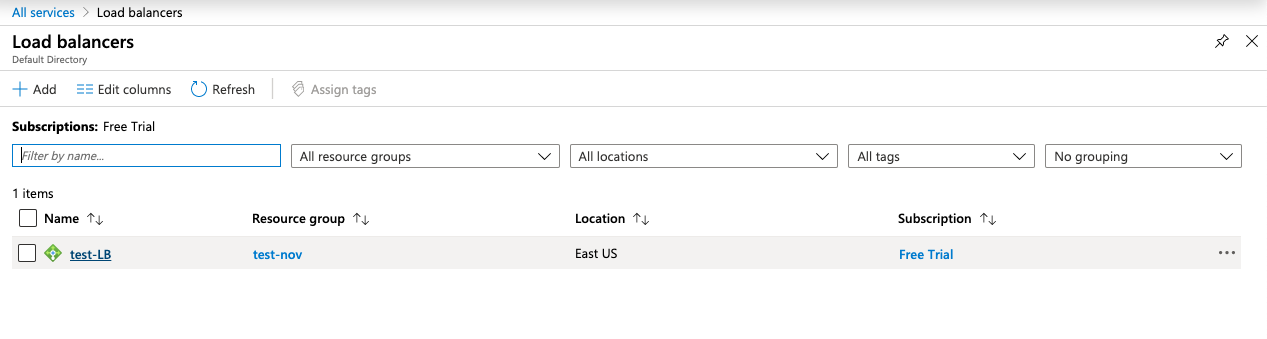 All services > Load balancers
Load balancers
Default Directory
Add Edit columns Refresh Assign tags
Subscriptions: Free Trial
Filter by name... All resource groups All locations All tags No grouping
1 items
Name Resource group Location Subscription
test-LB test-nov East US Free Trial